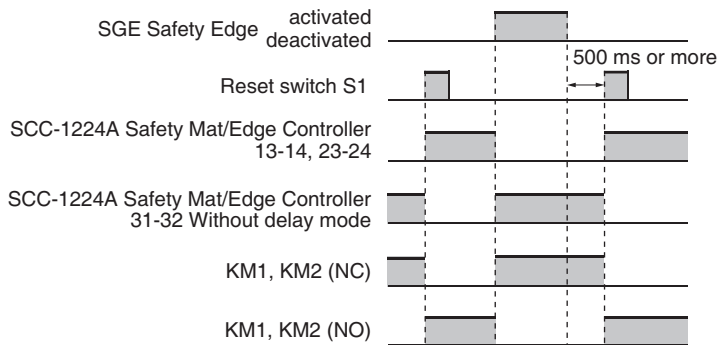 SGE Safety Edge
activated
deactivated
500 ms or more
Reset switch S1
SCC-1224A Safety Mat/Edge Controller
13-14, 23-24
SCC-1224A Safety Mat/Edge Controller
31-32 Without delay mode
KM1, KM2 (NC)
KM1, KM2 (NO)